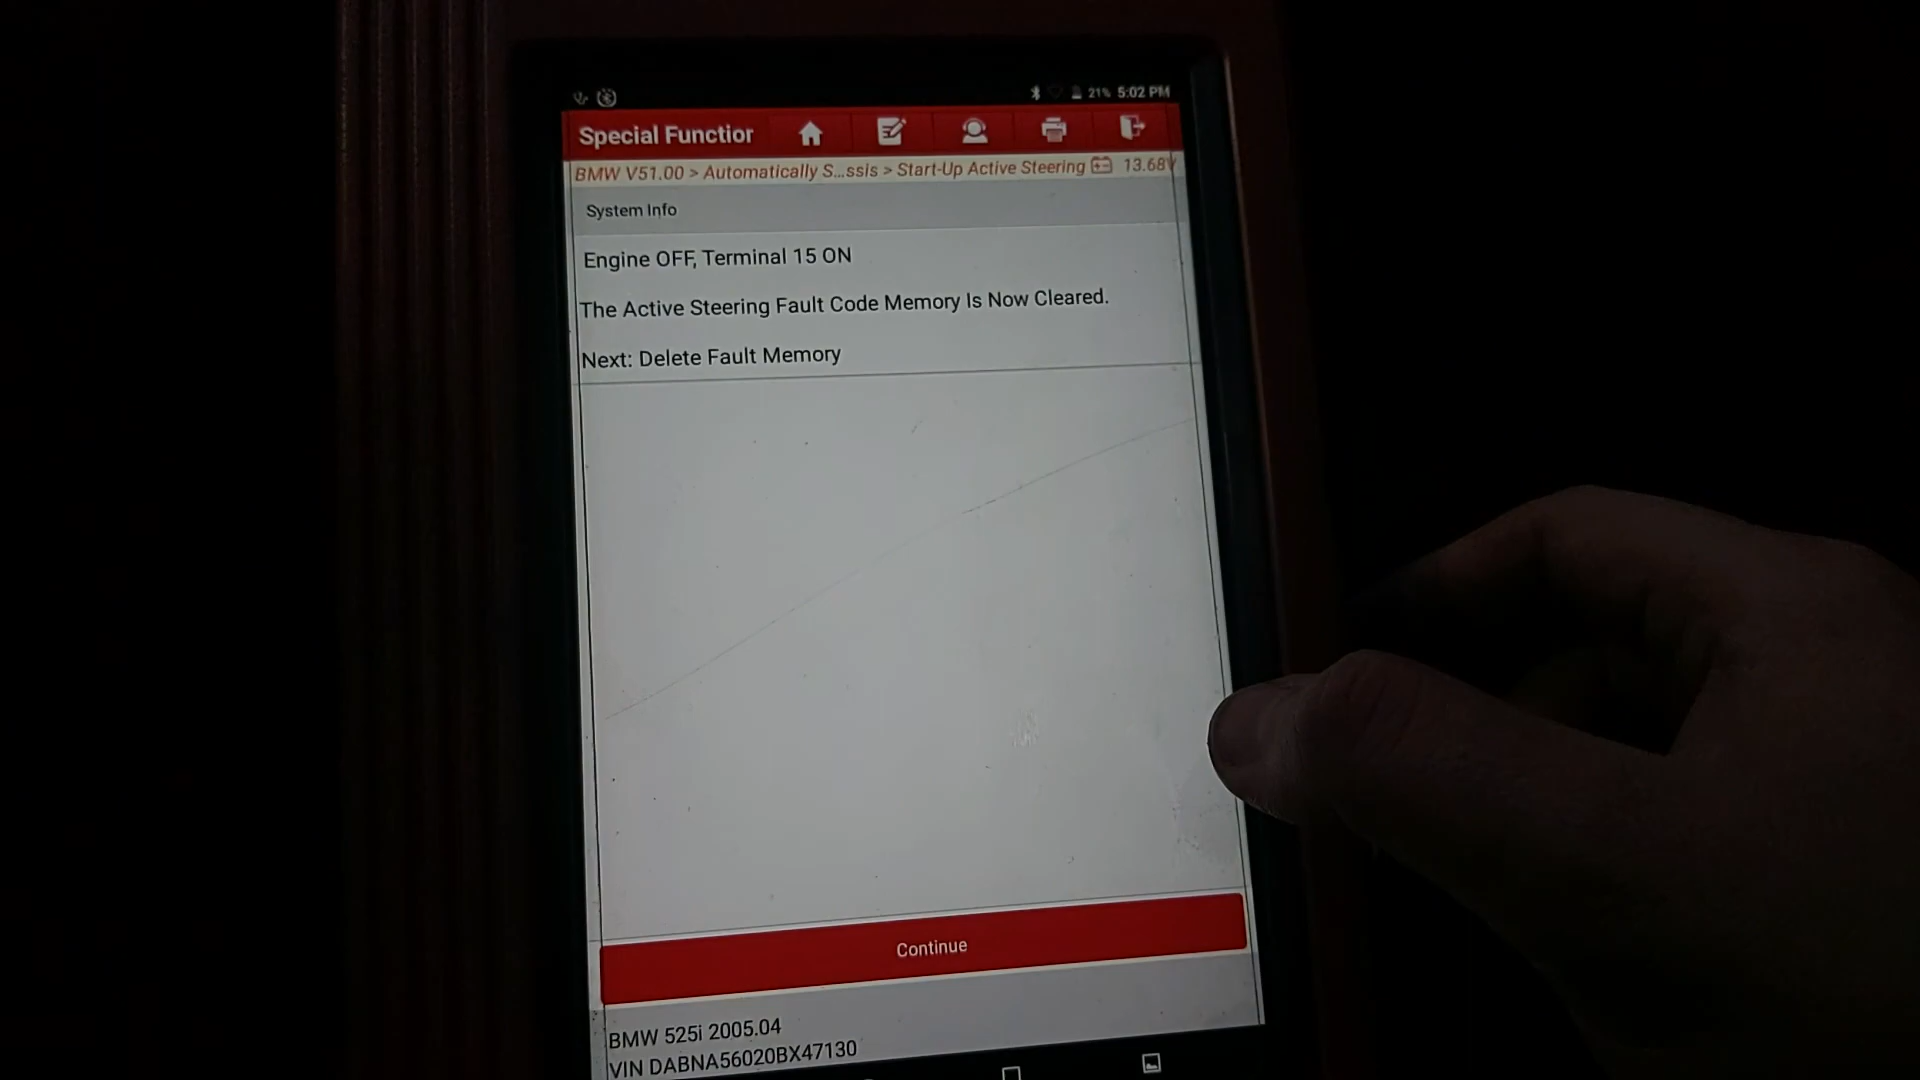 21% 5:02 PM
Special Function
BMW V51.00 > Automatically S...ssis > Start-Up Active Steering 13.68V
System Info
Engine OFF, Terminal 15 ON
The Active Steering Fault Code Memory Is Now Cleared.
Next: Delete Fault Memory
Continue
BMW 525i 2005.04
VIN DABNA56020BX47130